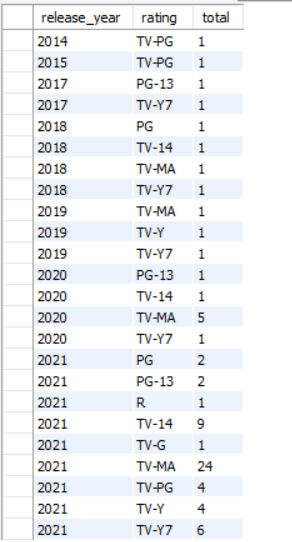 release_year rating total
2014 TV-PG 1
2015 TV-PG 1
2017 PG-13 1
2017 TV-Y7 1
2018 PG 1
2018 TV-14 1
2018 TV-MA 1
2018 TV-Y7 1
2019 TV-MA 1
2019 TV-Y 1
2019 TV-Y7 1
2020 PG-13 1
2020 TV-14 1
2020 TV-MA 5
2020 TV-Y7 1
2021 PG 2
2021 PG-13 2
2021 R 1
2021 TV-14 9
2021 TV-G 1
2021 TV-MA 24
2021 TV-PG 4
2021 TV-Y 4
2021 TV-Y7 6